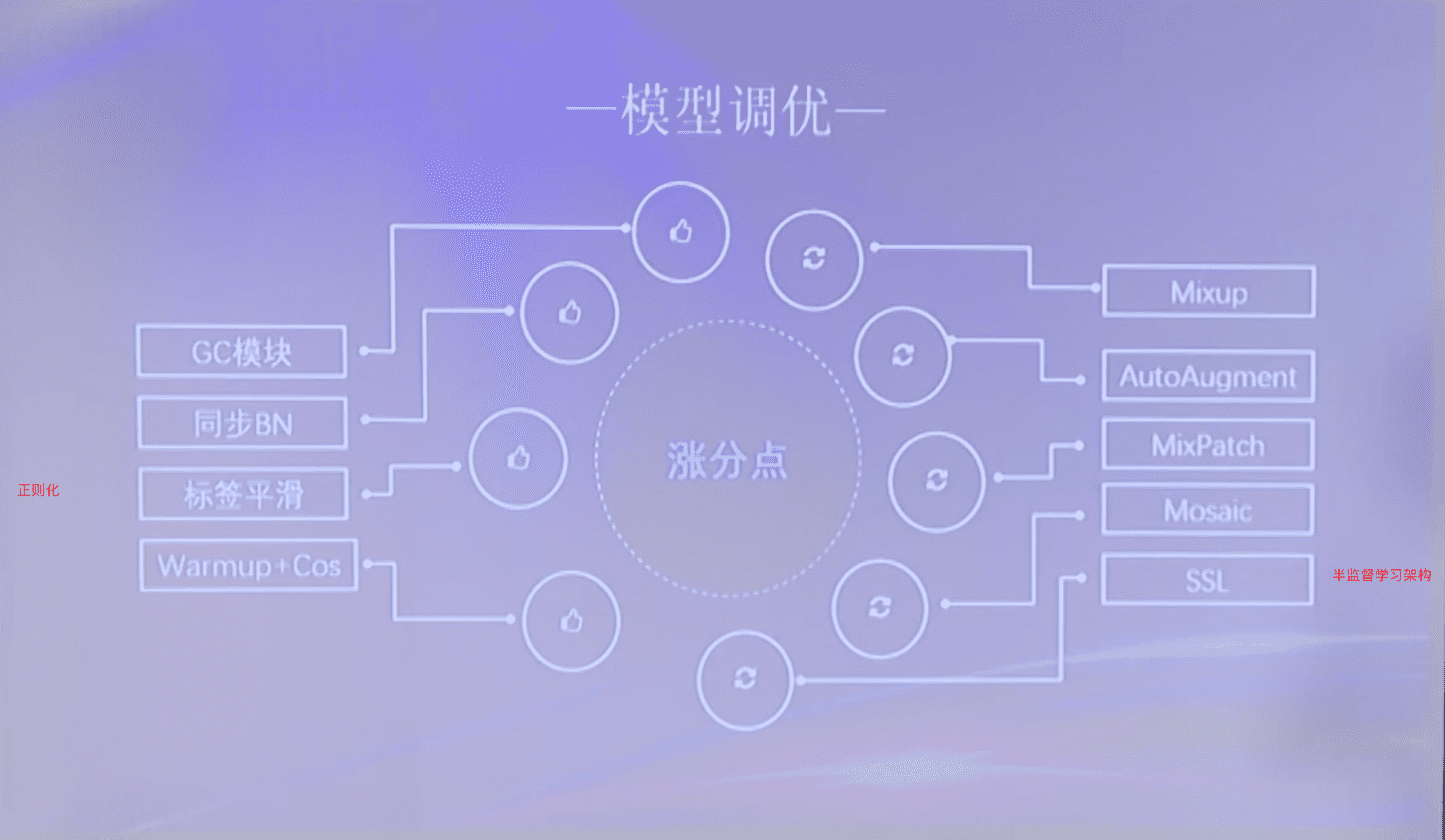 —模型调优—
GC模块
同步BN
标签平滑
Warmup+Cos
正则化
涨分点
Mixup
AutoAugment
MixPatch
Mosaic
SSL
半监督学习架构